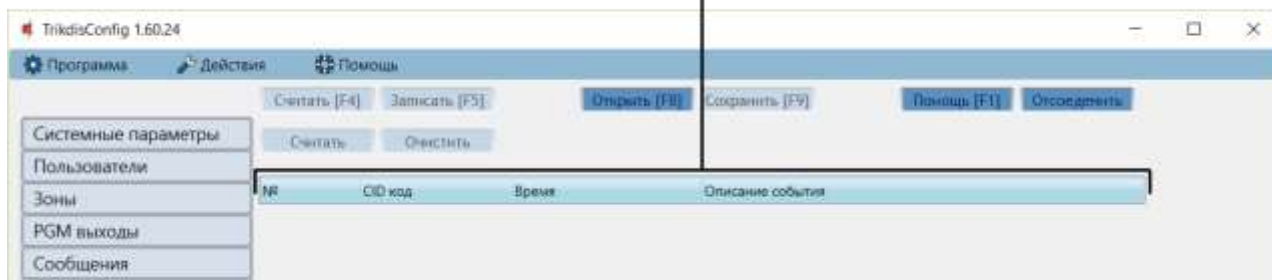 TrikdisConfig 1.60.24
Программа Действия Помощь
Считать [F4] Записать [F5] Открыть [F8] Сохранить [F9] Помощь [F1] Отсоеденить
Системные параметры Считать Очистить
Пользователи
Зоны № CID код Время Описание события
PGM выходы
Сообщения